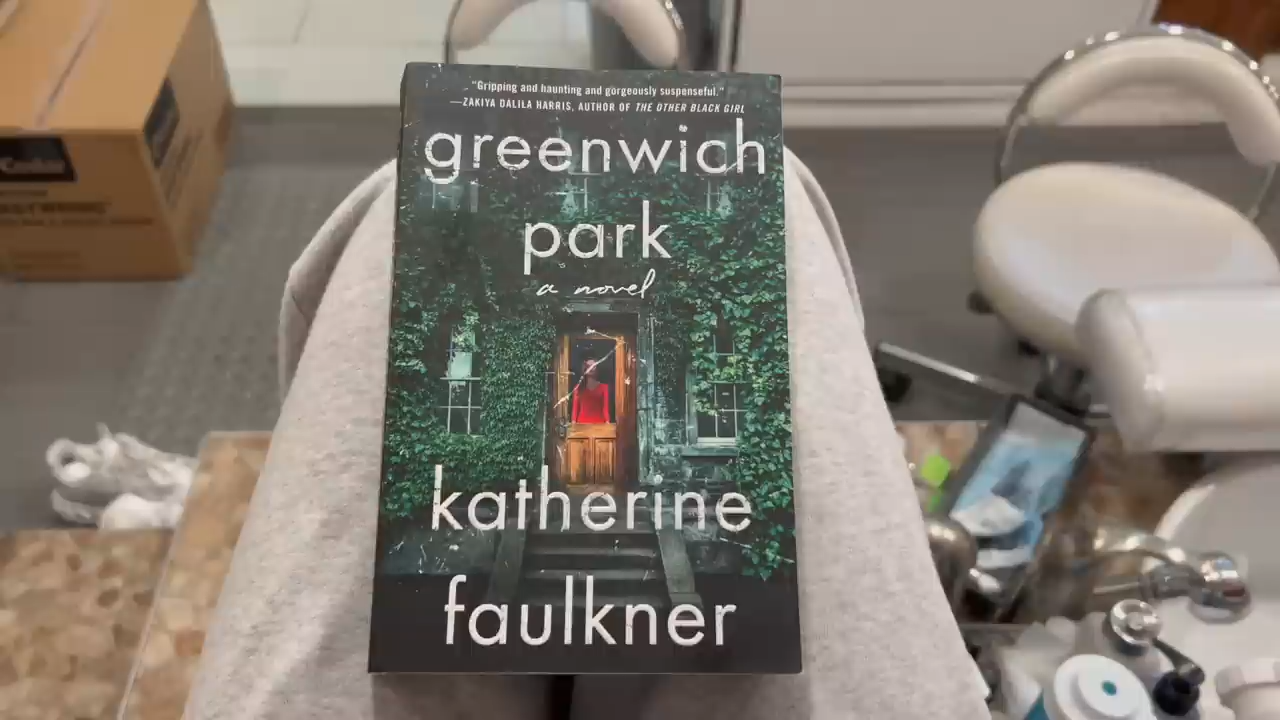 "Gripping and haunting and gorgeously suspenseful."
—ZAKIYA DALILA HARRIS, AUTHOR OF THE OTHER BLACK GIRL
greenwich
park
a novel
katherine
faulkner